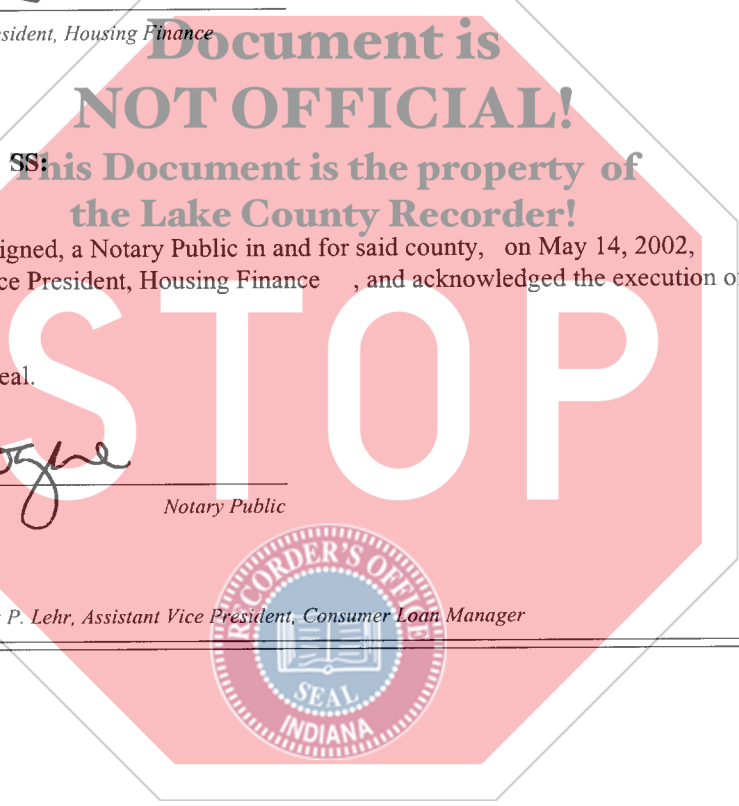 sident, Housing Finance
Document is
NOT OFFICIAL!
SS:
This Document is the property of
the Lake County Recorder!
igned, a Notary Public in and for said county, on May 14, 2002,
ce President, Housing Finance , and acknowledged the execution o
STOP
eal.
Notary Public
RECORDER'S OFFICE
P. Lehr, Assistant Vice President, Consumer Loan Manager
SEAL
INDIANA